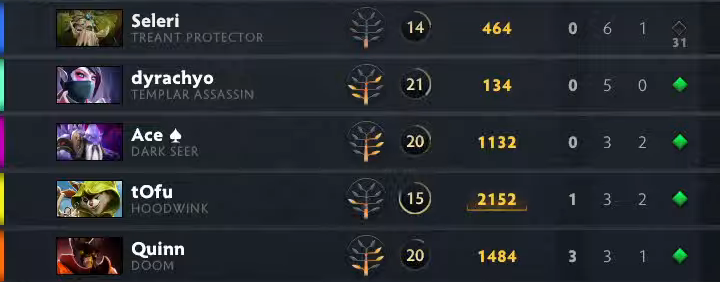 Seleri 14 464 0 6 1
TREANT PROTECTOR 31
dyrachyo 21 134 0 5 0
TEMPLAR ASSASSIN
Ace ♠ 20 1132 0 3 2
DARK SEER
tOfu 15 2152 1 3 2
HOODWINK
Quinn 20 1484 3 3 1
DOOM